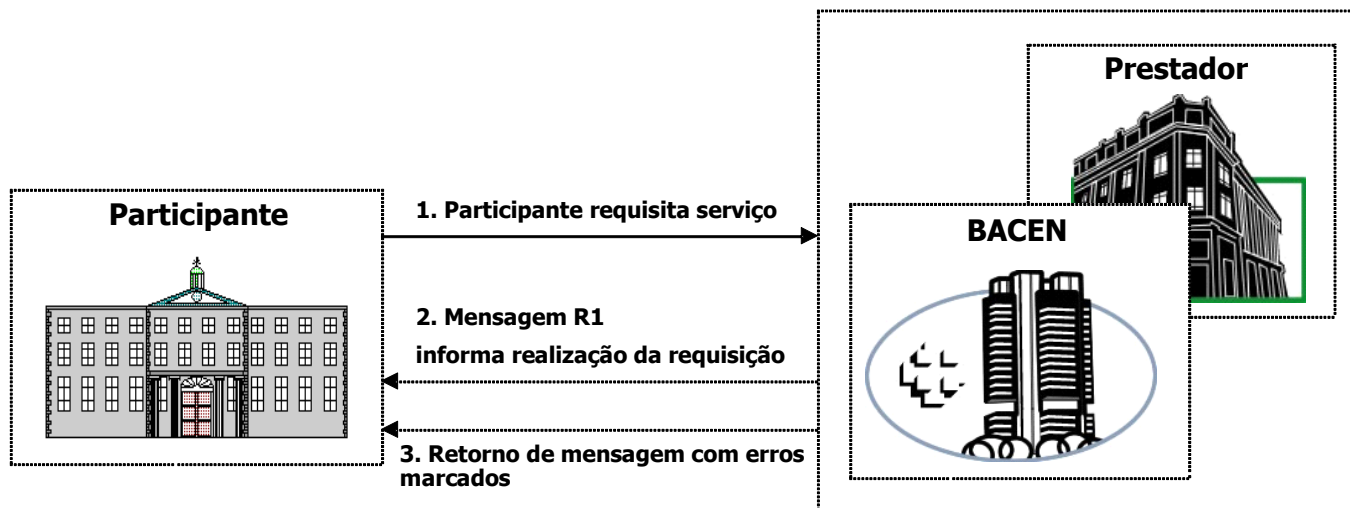 Prestador
Participante
BACEN
1. Participante requisita serviço
2. Mensagem R1
informa realização da requisição
3. Retorno de mensagem com erros
marcados